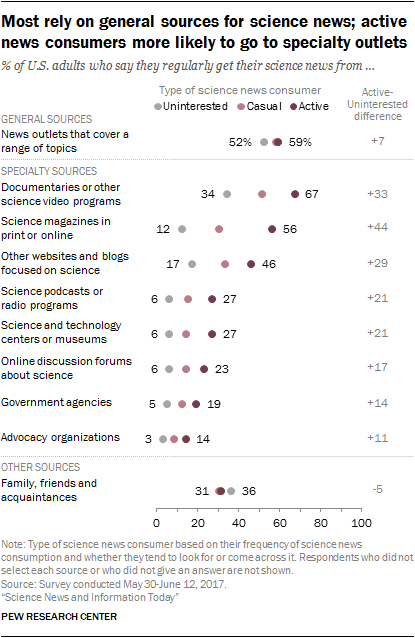 Most rely on general sources for science news; active
news consumers more likely to go to specialty outlets
% of U.S. adults who say they regularly get their science news from ...
Type of science news consumer
Uninterested Casual Active
Active-
Uninterested
difference
GENERAL SOURCES
News outlets that cover a
range of topics
52% 59% +7
SPECIALTY SOURCES
Documentaries or other
science video programs
34 67 +33
Science magazines in
print or online
12 56 +44
Other websites and blogs
focused on science
17 46 +29
Science podcasts or
radio programs
6 27 +21
Science and technology
centers or museums
6 27 +21
Online discussion forums
about science
6 23 +17
Government agencies 5 19 +14
Advocacy organizations 3 14 +11
OTHER SOURCES
Family, friends and
acquaintances
31 36 -5
0 20 40 60 80 100
Note: Type of science news consumer based on their frequency of science news
consumption and whether they tend to look for or come across it. Respondents who did not
select each source or who did not give an answer are not shown.
Source: Survey conducted May 30-June 12, 2017.
"Science News and Information Today"
PEW RESEARCH CENTER